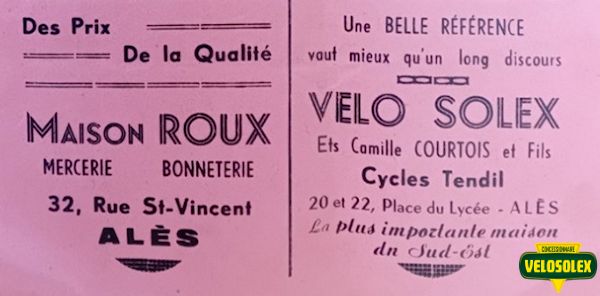 Des Prix
De la Qualité
MAISON ROUX
MERCERIE BONNETERIE
32, Rue St-Vincent
ALÈS
Une BELLE RÉFÉRENCE
vaut mieux qu'un long discours
VELO SOLEX
Ets Camille COURTOIS et Fils
Cycles Tendil
20 et 22, Place du Lycée - ALÈS
La plus importante maison
du Sud-Est
CONCESSIONNAIRE
VELOSOLEX